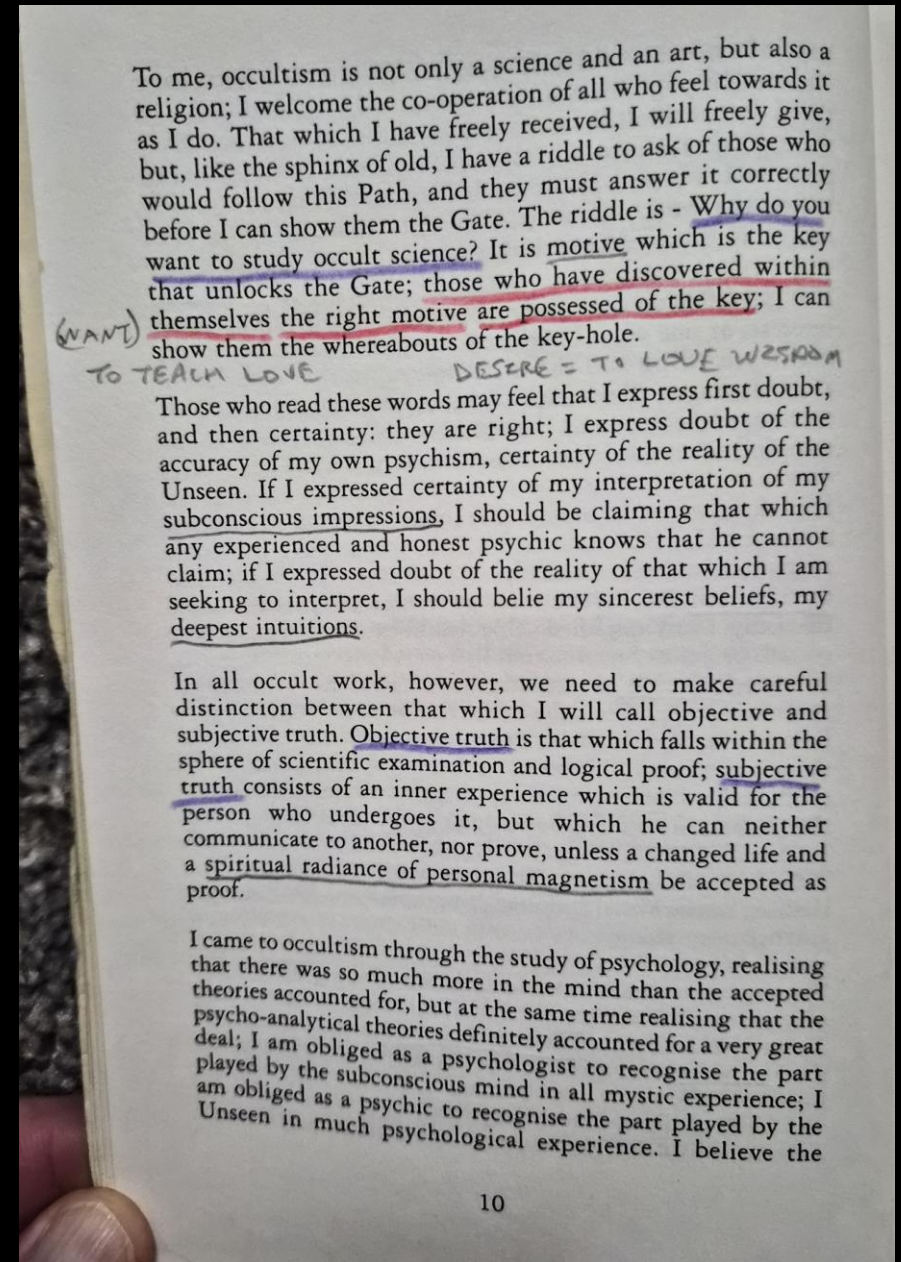 To me, occultism is not only a science and an art, but also a
religion; I welcome the co-operation of all who feel towards it
as I do. That which I have freely received, I will freely give,
but, like the sphinx of old, I have a riddle to ask of those who
would follow this Path, and they must answer it correctly
before I can show them the Gate. The riddle is - Why do you
want to study occult science? It is motive which is the key
that unlocks the Gate; those who have discovered within
themselves the right motive are possessed of the key; I can
(WANT)
show them the whereabouts of the key-hole.
TO TEACH LOVE DESIRE = TO LOVE WISDOM
Those who read these words may feel that I express first doubt,
and then certainty: they are right; I express doubt of the
accuracy of my own psychism, certainty of the reality of the
Unseen. If I expressed certainty of my interpretation of my
subconscious impressions, I should be claiming that which
any experienced and honest psychic knows that he cannot
claim; if I expressed doubt of the reality of that which I am
seeking to interpret, I should belie my sincerest beliefs, my
deepest intuitions.
In all occult work, however, we need to make careful
distinction between that which I will call objective and
subjective truth. Objective truth is that which falls within the
sphere of scientific examination and logical proof; subjective
truth consists of an inner experience which is valid for the
person who undergoes it, but which he can neither
communicate to another, nor prove, unless a changed life and
a spiritual radiance of personal magnetism be accepted as
proof.
I came to occultism through the study of psychology, realising
that there was so much more in the mind than the accepted
theories accounted for, but at the same time realising that the
psycho-analytical theories definitely accounted for a very great
deal; I am obliged as a psychologist to recognise the part
played by the subconscious mind in all mystic experience; I
am obliged as a psychic to recognise the part played by the
Unseen in much psychological experience. I believe the
10